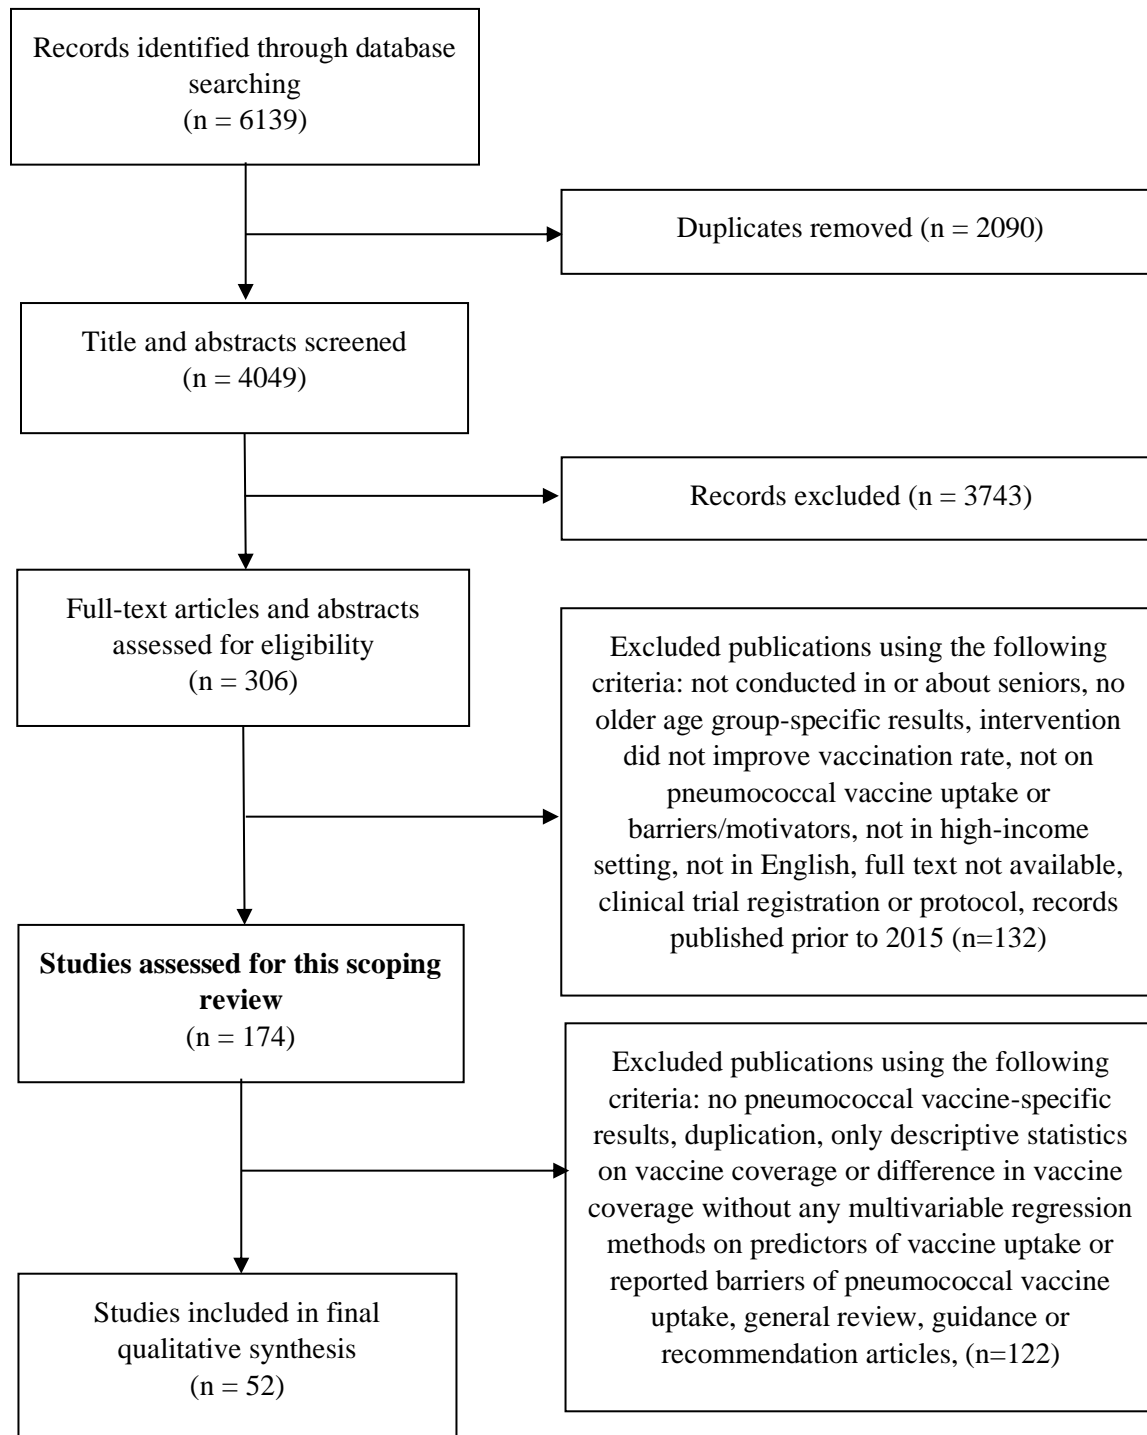 Records identified through database
searching
(n = 6139)
Duplicates removed (n = 2090)
Title and abstracts screened
(n = 4049)
Records excluded (n = 3743)
Full-text articles and abstracts
assessed for eligibility
(n = 306)
Excluded publications using the following
criteria: not conducted in or about seniors, no
older age group-specific results, intervention
did not improve vaccination rate, not on
pneumococcal vaccine uptake or
barriers/motivators, not in high-income
setting, not in English, full text not available,
clinical trial registration or protocol, records
published prior to 2015 (n=132)
Studies assessed for this scoping
review
(n = 174)
Excluded publications using the following
criteria: no pneumococcal vaccine-specific
results, duplication, only descriptive statistics
on vaccine coverage or difference in vaccine
coverage without any multivariable regression
methods on predictors of vaccine uptake or
reported barriers of pneumococcal vaccine
uptake, general review, guidance or
recommendation articles, (n=122)
Studies included in final
qualitative synthesis
(n = 52)